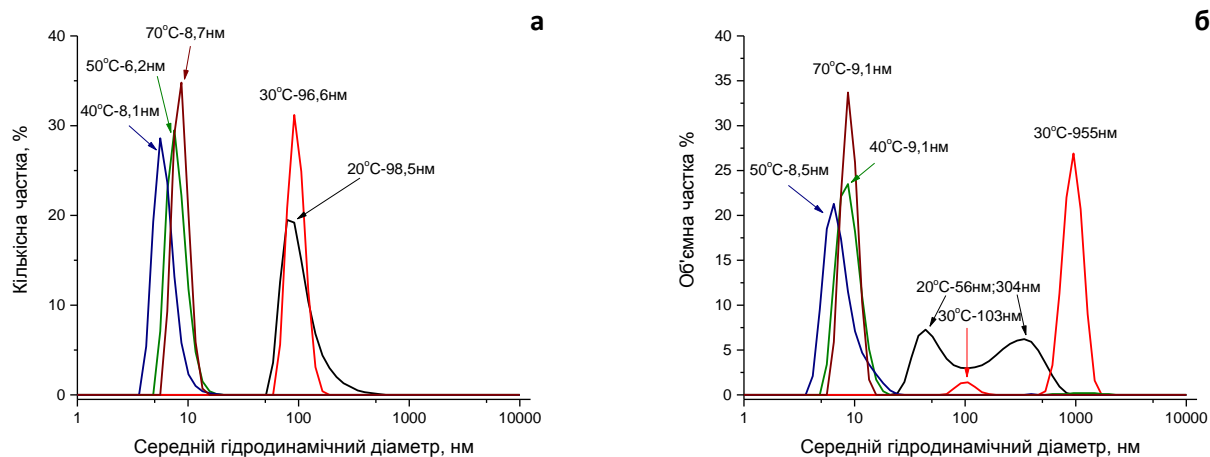 а
70°C-8,7нм
50°C-6,2нм
40°C-8,1нм
30°C-96,6нм
20°C-98,5нм
40
30
20
10
0
Кількісна частка, %
1
10
100
1000
10000
Середній гідродинамічний діаметр, нм
б
70°C-9,1нм
40°C-9,1нм
50°C-8,5нм
30°C-955нм
20°C-56нм;304нм
30°C-103нм
40
35
30
25
20
15
10
5
0
Об'ємна частка %
1
10
100
1000
10000
Середній гідродинамічний діаметр, нм